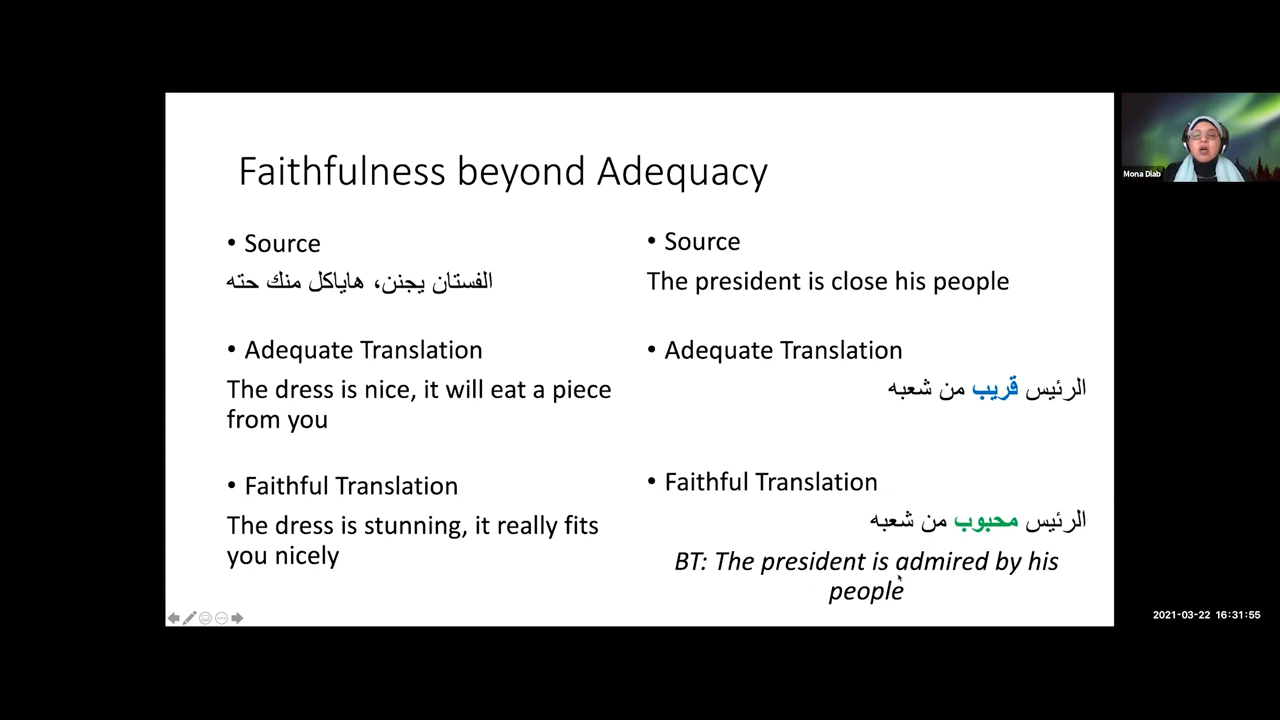 Faithfulness beyond Adequacy
• Source
الفستان يجنن، هاياكل منك حته
• Adequate Translation
The dress is nice, it will eat a piece
from you
• Faithful Translation
The dress is stunning, it really fits
you nicely
• Source
The president is close his people
• Adequate Translation
الرئيس قريب من شعبه
• Faithful Translation
الرئيس محبوب من شعبه
BT: The president is admired by his
people
Mona Diab
2021-03-22 16:31:55